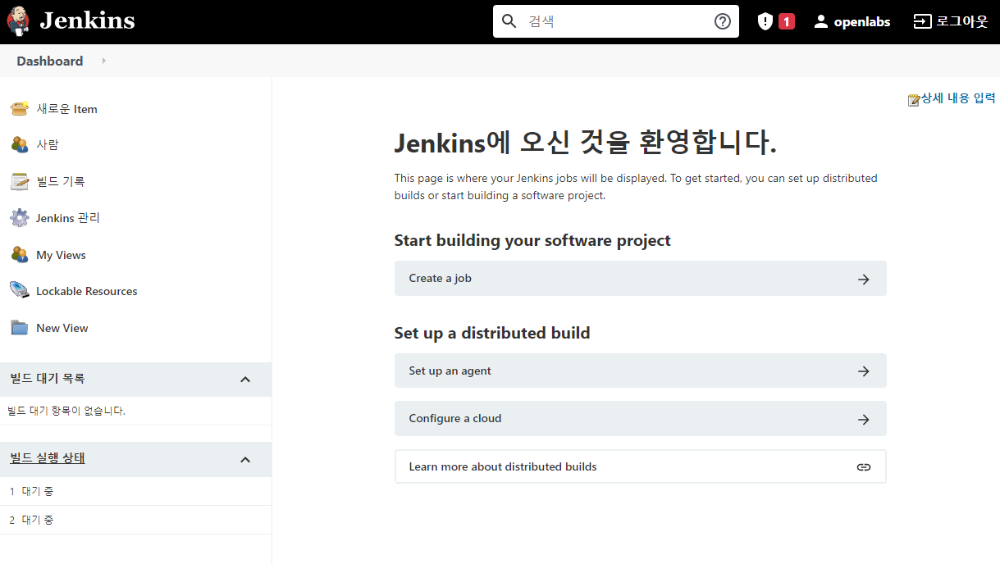 Jenkins
검색
1
openlabs
로그아웃
Dashboard
새로운 Item
사람
빌드 기록
Jenkins 관리
My Views
Lockable Resources
New View
빌드 대기 목록
빌드 대기 항목이 없습니다.
빌드 실행 상태
1 대기 중
2 대기 중
상세 내용 입력
Jenkins에 오신 것을 환영합니다.
This page is where your Jenkins jobs will be displayed. To get started, you can set up distributed
builds or start building a software project.
Start building your software project
Create a job
Set up a distributed build
Set up an agent
Configure a cloud
Learn more about distributed builds